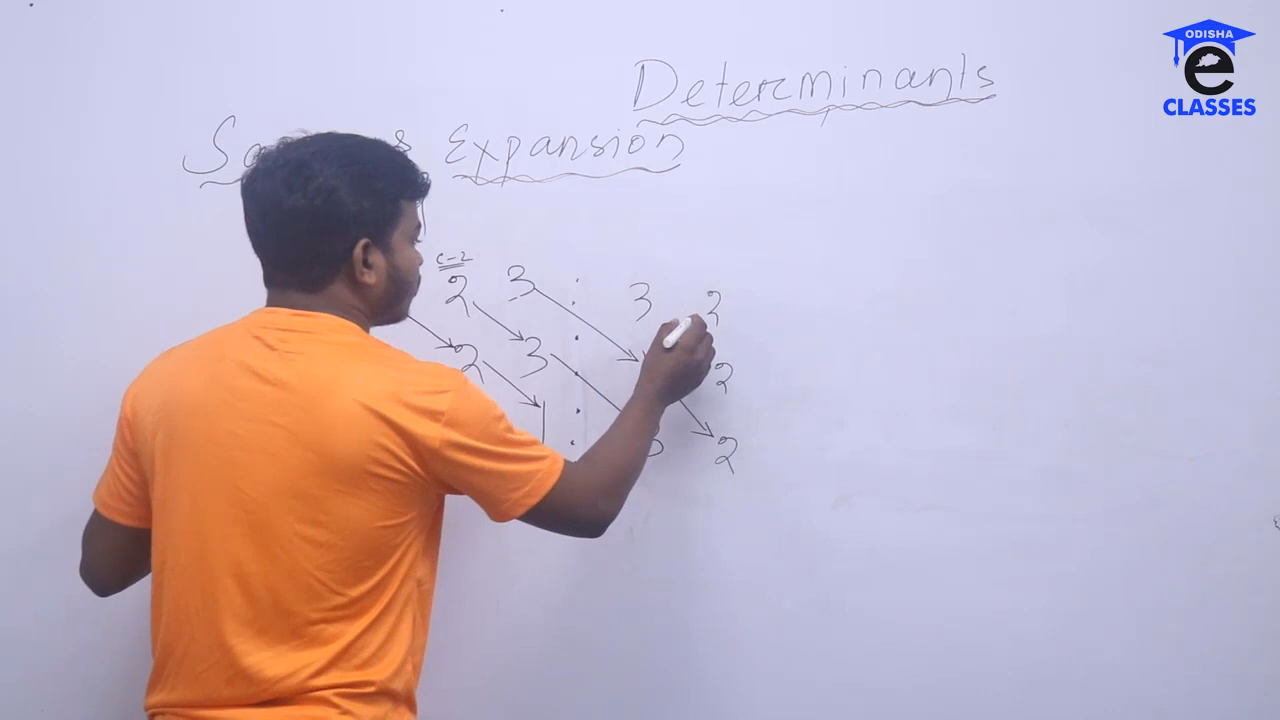 ODISHA
e
CLASSES
Determinants
Expansion
C-2
2 3 : 3 2
2 3 : 2
1 : 2